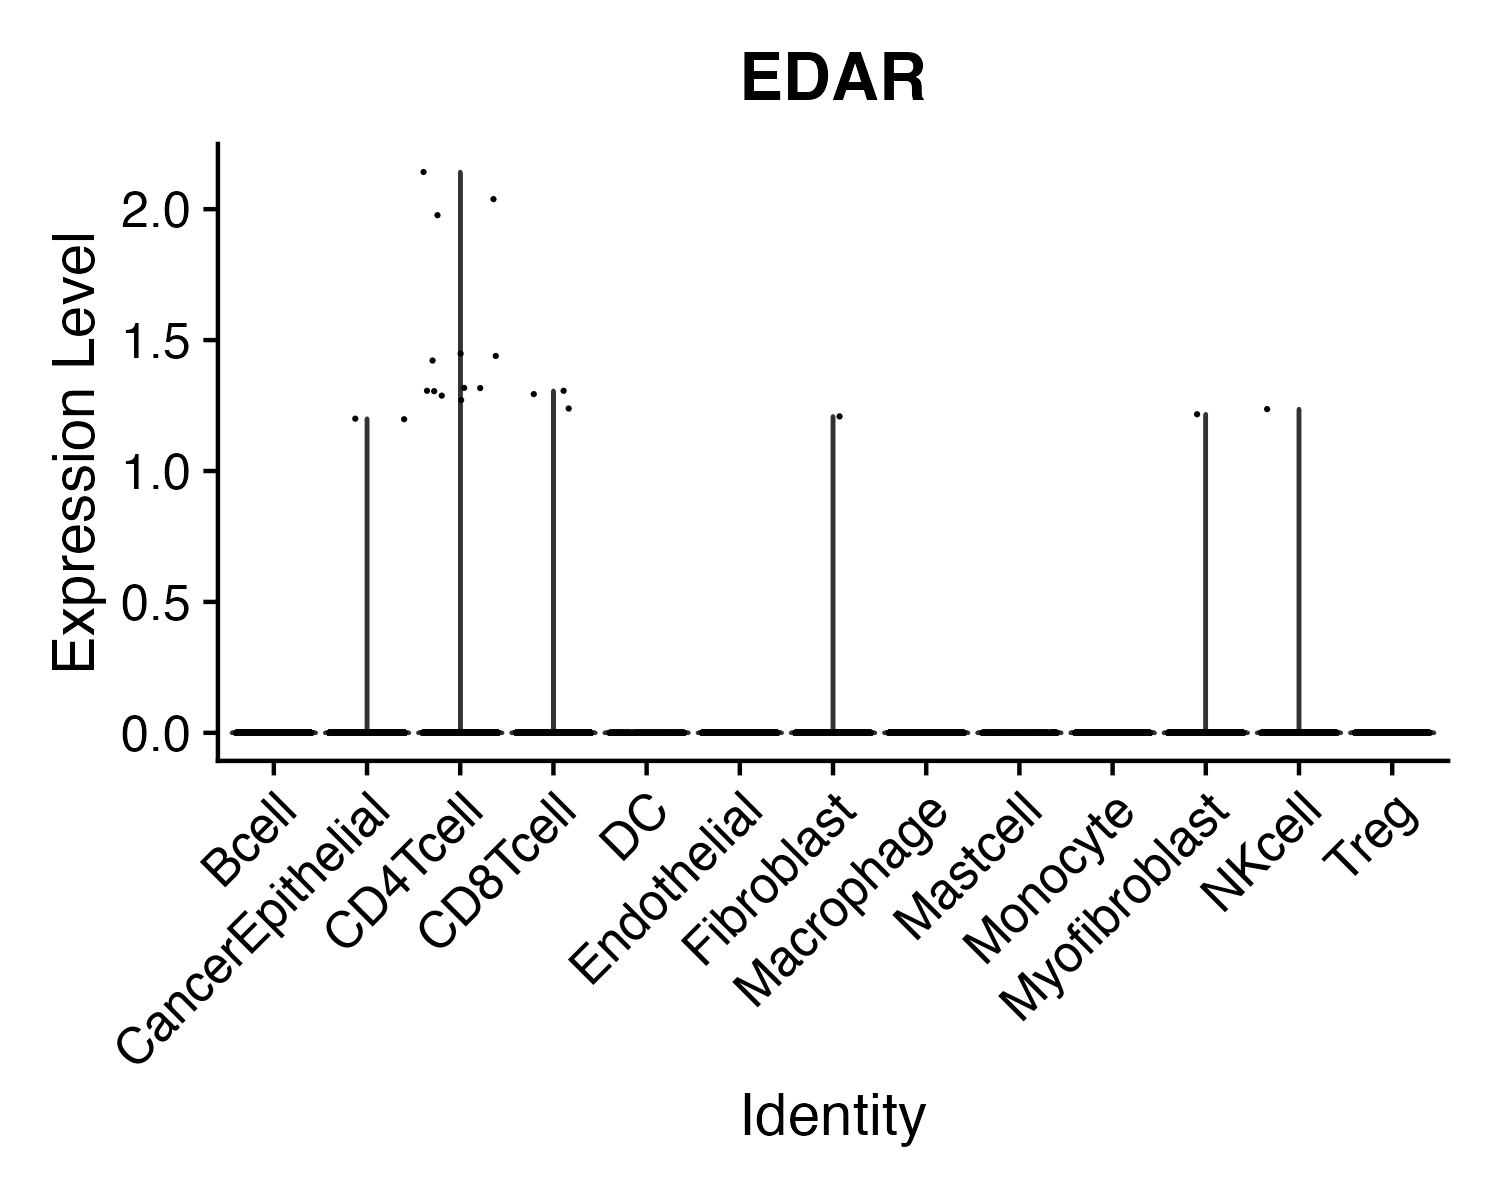 EDAR
Expression Level
2.0
1.5
1.0
0.5
0.0
Bcell
CancerEpithelial
CD4Tcell
CD8Tcell
DC
Endothelial
Fibroblast
Macrophage
Mastcell
Monocyte
Myofibroblast
NKcell
Treg
Identity